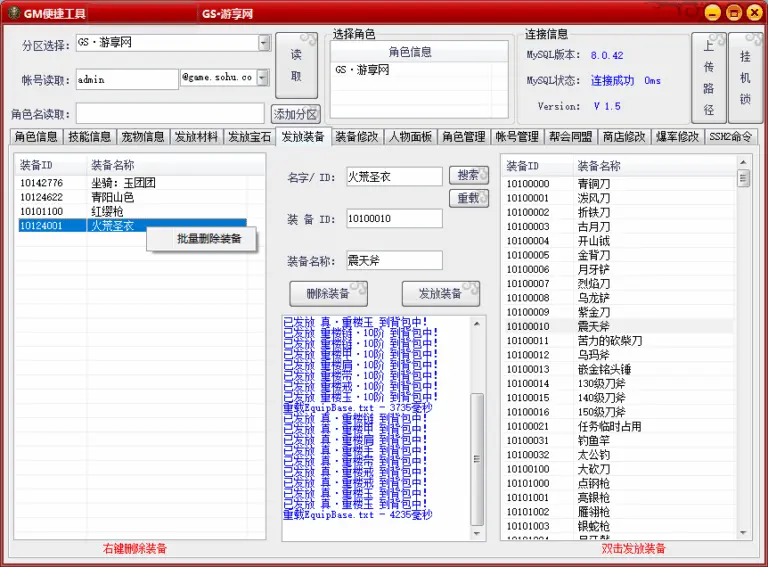 GM便捷工具
GS·游享网
分区选择:
GS·游享网
帐号读取:
admin
@game.sohu.co
角色名读取:
读取
添加分区
选择角色
角色信息
GS·游享网
连接信息
MySQL版本: 8.0.42
MySQL状态: 连接成功 0ms
Version: V 1.5
上传路径
挂机锁
角色信息 技能信息 宠物信息 发放材料 发放宝石 发放装备 装备修改 人物面板 角色管理 帐号管理 帮会同盟 商店修改 爆率修改 SSH2命令
装备ID 装备名称
10142776 坐骑: 玉团团
10124622 青阳山色
10101100 红缨枪
10124001 火荒圣衣
批量删除装备
右键删除装备
名字/ ID: 火荒圣衣
搜索
重载
装 备 ID: 10100010
装备名称: 震天斧
删除装备
发放装备
已发放 真·重楼玉 到背包中!
已发放 重楼链·10阶 到背包中!
已发放 重楼链·10阶 到背包中!
已发放 重楼甲·10阶 到背包中!
已发放 重楼肩·10阶 到背包中!
已发放 重楼带·10阶 到背包中!
已发放 重楼戒·10阶 到背包中!
已发放 重楼玉·10阶 到背包中!
重载EquipBase.txt - 3735毫秒
已发放 真·重楼链 到背包中!
已发放 真·重楼甲 到背包中!
已发放 真·重楼肩 到背包中!
已发放 真·重楼手 到背包中!
已发放 真·重楼带 到背包中!
已发放 真·重楼戒 到背包中!
已发放 真·重楼戒 到背包中!
已发放 真·重楼玉 到背包中!
已发放 真·重楼玉 到背包中!
重载EquipBase.txt - 4235毫秒
装备ID 装备名称
10100000 青铜刀
10100001 泼风刀
10100002 折铁刀
10100003 古月刀
10100004 开山钺
10100005 金背刀
10100006 月牙铲
10100007 烈焰刀
10100008 乌龙铲
10100009 紫金刀
10100010 震天斧
10100011 苦力的砍柴刀
10100012 乌玛斧
10100013 嵌金铭头锤
10100014 130级刀斧
10100015 140级刀斧
10100016 150级刀斧
10100021 任务临时占用
10100031 钓鱼竿
10100032 太公钓
10100100 大砍刀
10101000 点钢枪
10101001 亮银枪
10101002 雁翎枪
10101003 银蛇枪
双击发放装备